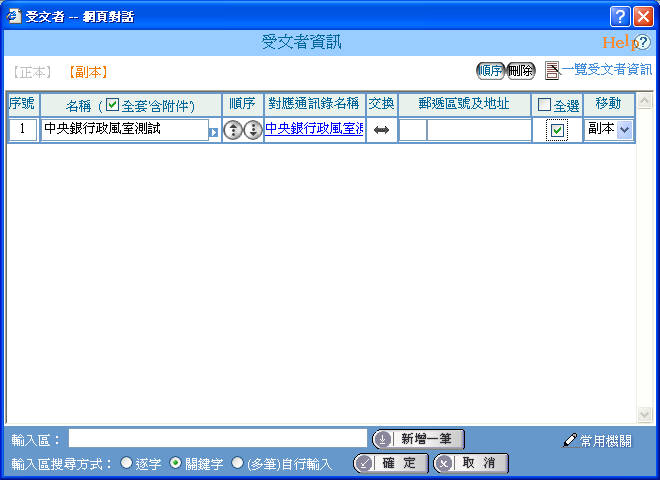 受文者 -- 網頁對話
受文者資訊
Help?
【正本】 【副本】 順序 刪除 一覽受文者資訊
序號 名稱（全套'含附件'） 順序 對應通訊錄名稱 交換 郵遞區號及地址 全選 移動
1 中央銀行政風室測試 中央銀行政風室測 副本
輸入區： 新增一筆 常用機關
輸入區搜尋方式： 逐字 關鍵字 (多筆)自行輸入 確定 取消